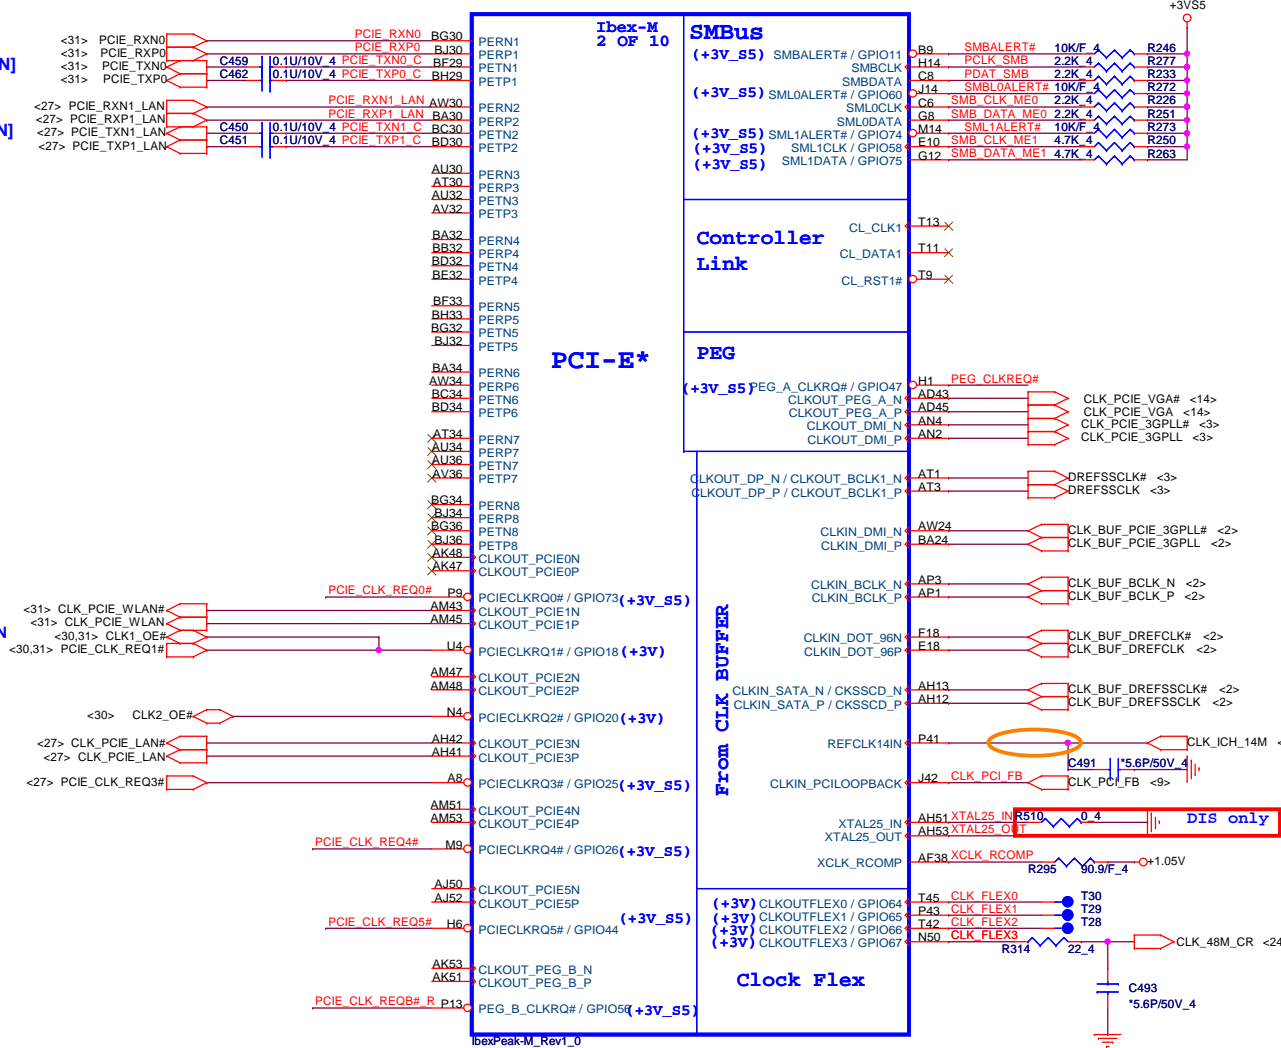 +3VS5
Ibex-M
2 OF 10
SMBus
(+3V_S5) SMBALERT# / GPIO11 B9 SMBALERT# 10K/F_4 R246
SMBCLK H14 PCLK_SMB 2.2K_4 R277
SMBDATA C8 PDAT_SMB 2.2K_4 R233
(+3V_S5) SML0ALERT# / GPIO60 J14 SMBL0ALERT# 10K/F_4 R272
SML0CLK C6 SMB_CLK_ME0 2.2K_4 R226
SML0DATA G8 SMB_DATA_ME0 2.2K_4 R251
(+3V_S5) SML1ALERT# / GPIO74 M14 SML1ALERT# 10K/F_4 R273
(+3V_S5) SML1CLK / GPIO58 E10 SMB_CLK_ME1 4.7K_4 R250
(+3V_S5) SML1DATA / GPIO75 G12 SMB_DATA_ME1 4.7K_4 R263
<31> PCIE_RXN0 PCIE_RXN0 BG30 PERN1
<31> PCIE_RXP0 PCIE_RXP0 BJ30 PERP1
N] <31> PCIE_TXN0 C459 0.1U/10V_4 PCIE_TXN0_C BF29 PETN1
<31> PCIE_TXP0 C462 0.1U/10V_4 PCIE_TXP0_C BH29 PETP1
<27> PCIE_RXN1_LAN PCIE_RXN1_LAN AW30 PERN2
<27> PCIE_RXP1_LAN PCIE_RXP1_LAN BA30 PERP2
N] <27> PCIE_TXN1_LAN C450 0.1U/10V_4 PCIE_TXN1_C BC30 PETN2
<27> PCIE_TXP1_LAN C451 0.1U/10V_4 PCIE_TXP1_C BD30 PETP2
AU30 PERN3
AT30 PERP3
AU32 PETN3
AV32 PETP3
BA32 PERN4
BB32 PERP4
BD32 PETN4
BE32 PETP4
BF33 PERN5
BH33 PERP5
BG32 PETN5
BJ32 PETP5
BA34 PERN6
AW34 PERP6
BC34 PETN6
BD34 PETP6
AT34 PERN7
AU34 PERP7
AU36 PETN7
AV36 PETP7
BG34 PERN8
BJ34 PERP8
BG36 PETN8
BJ36 PETP8
AK48 CLKOUT_PCIE0N
AK47 CLKOUT_PCIE0P
PCIE_CLK_REQ0# P9 PCIECLKRQ0# / GPIO73 (+3V_S5)
<31> CLK_PCIE_WLAN# AM43 CLKOUT_PCIE1N
<31> CLK_PCIE_WLAN AM45 CLKOUT_PCIE1P
N <30,31> CLK1_OE#
<30,31> PCIE_CLK_REQ1# U4 PCIECLKRQ1# / GPIO18 (+3V)
AM47 CLKOUT_PCIE2N
AM48 CLKOUT_PCIE2P
<30> CLK2_OE# N4 PCIECLKRQ2# / GPIO20 (+3V)
<27> CLK_PCIE_LAN# AH42 CLKOUT_PCIE3N
<27> CLK_PCIE_LAN AH41 CLKOUT_PCIE3P
<27> PCIE_CLK_REQ3# A8 PCIECLKRQ3# / GPIO25 (+3V_S5)
AM51 CLKOUT_PCIE4N
AM53 CLKOUT_PCIE4P
PCIE_CLK_REQ4# M9 PCIECLKRQ4# / GPIO26 (+3V_S5)
AJ50 CLKOUT_PCIE5N
AJ52 CLKOUT_PCIE5P
PCIE_CLK_REQ5# H6 PCIECLKRQ5# / GPIO44 (+3V_S5)
AK53 CLKOUT_PEG_B_N
AK51 CLKOUT_PEG_B_P
PCIE_CLK_REQB#_R P13 PEG_B_CLKRQ# / GPIO56 (+3V_S5)
PCI-E*
Controller
Link
CL_CLK1 T13
CL_DATA1 T11
CL_RST1# T9
PEG
(+3V_S5) PEG_A_CLKRQ# / GPIO47 H1 PEG_CLKREQ#
CLKOUT_PEG_A_N AD43 CLK_PCIE_VGA# <14>
CLKOUT_PEG_A_P AD45 CLK_PCIE_VGA <14>
CLKOUT_DMI_N AN4 CLK_PCIE_3GPLL# <3>
CLKOUT_DMI_P AN2 CLK_PCIE_3GPLL <3>
From CLK BUFFER
CLKOUT_DP_N / CLKOUT_BCLK1_N AT1 DREFSSCLK# <3>
CLKOUT_DP_P / CLKOUT_BCLK1_P AT3 DREFSSCLK <3>
CLKIN_DMI_N AW24 CLK_BUF_PCIE_3GPLL# <2>
CLKIN_DMI_P BA24 CLK_BUF_PCIE_3GPLL <2>
CLKIN_BCLK_N AP3 CLK_BUF_BCLK_N <2>
CLKIN_BCLK_P AP1 CLK_BUF_BCLK_P <2>
CLKIN_DOT_96N F18 CLK_BUF_DREFCLK# <2>
CLKIN_DOT_96P E18 CLK_BUF_DREFCLK <2>
CLKIN_SATA_N / CKSSCD_N AH13 CLK_BUF_DREFSSCLK# <2>
CLKIN_SATA_P / CKSSCD_P AH12 CLK_BUF_DREFSSCLK <2>
REFCLK14IN P41 CLK_ICH_14M <
C491 *5.6P/50V_4
CLKIN_PCILOOPBACK J42 CLK_PCI_FB CLK_PCI_FB <9>
XTAL25_IN AH51 XTAL25_IN R510 0_4 DIS only
XTAL25_OUT AH53 XTAL25_OUT
XCLK_RCOMP AF38 XCLK_RCOMP R295 90.9/F_4 +1.05V
(+3V) CLKOUTFLEX0 / GPIO64 T45 CLK_FLEX0 T30
(+3V) CLKOUTFLEX1 / GPIO65 P43 CLK_FLEX1 T29
(+3V) CLKOUTFLEX2 / GPIO66 T42 CLK_FLEX2 T28
(+3V) CLKOUTFLEX3 / GPIO67 N50 CLK_FLEX3 R314 22_4 CLK_48M_CR <24
Clock Flex
C493
*5.6P/50V_4
IbexPeak-M_Rev1_0